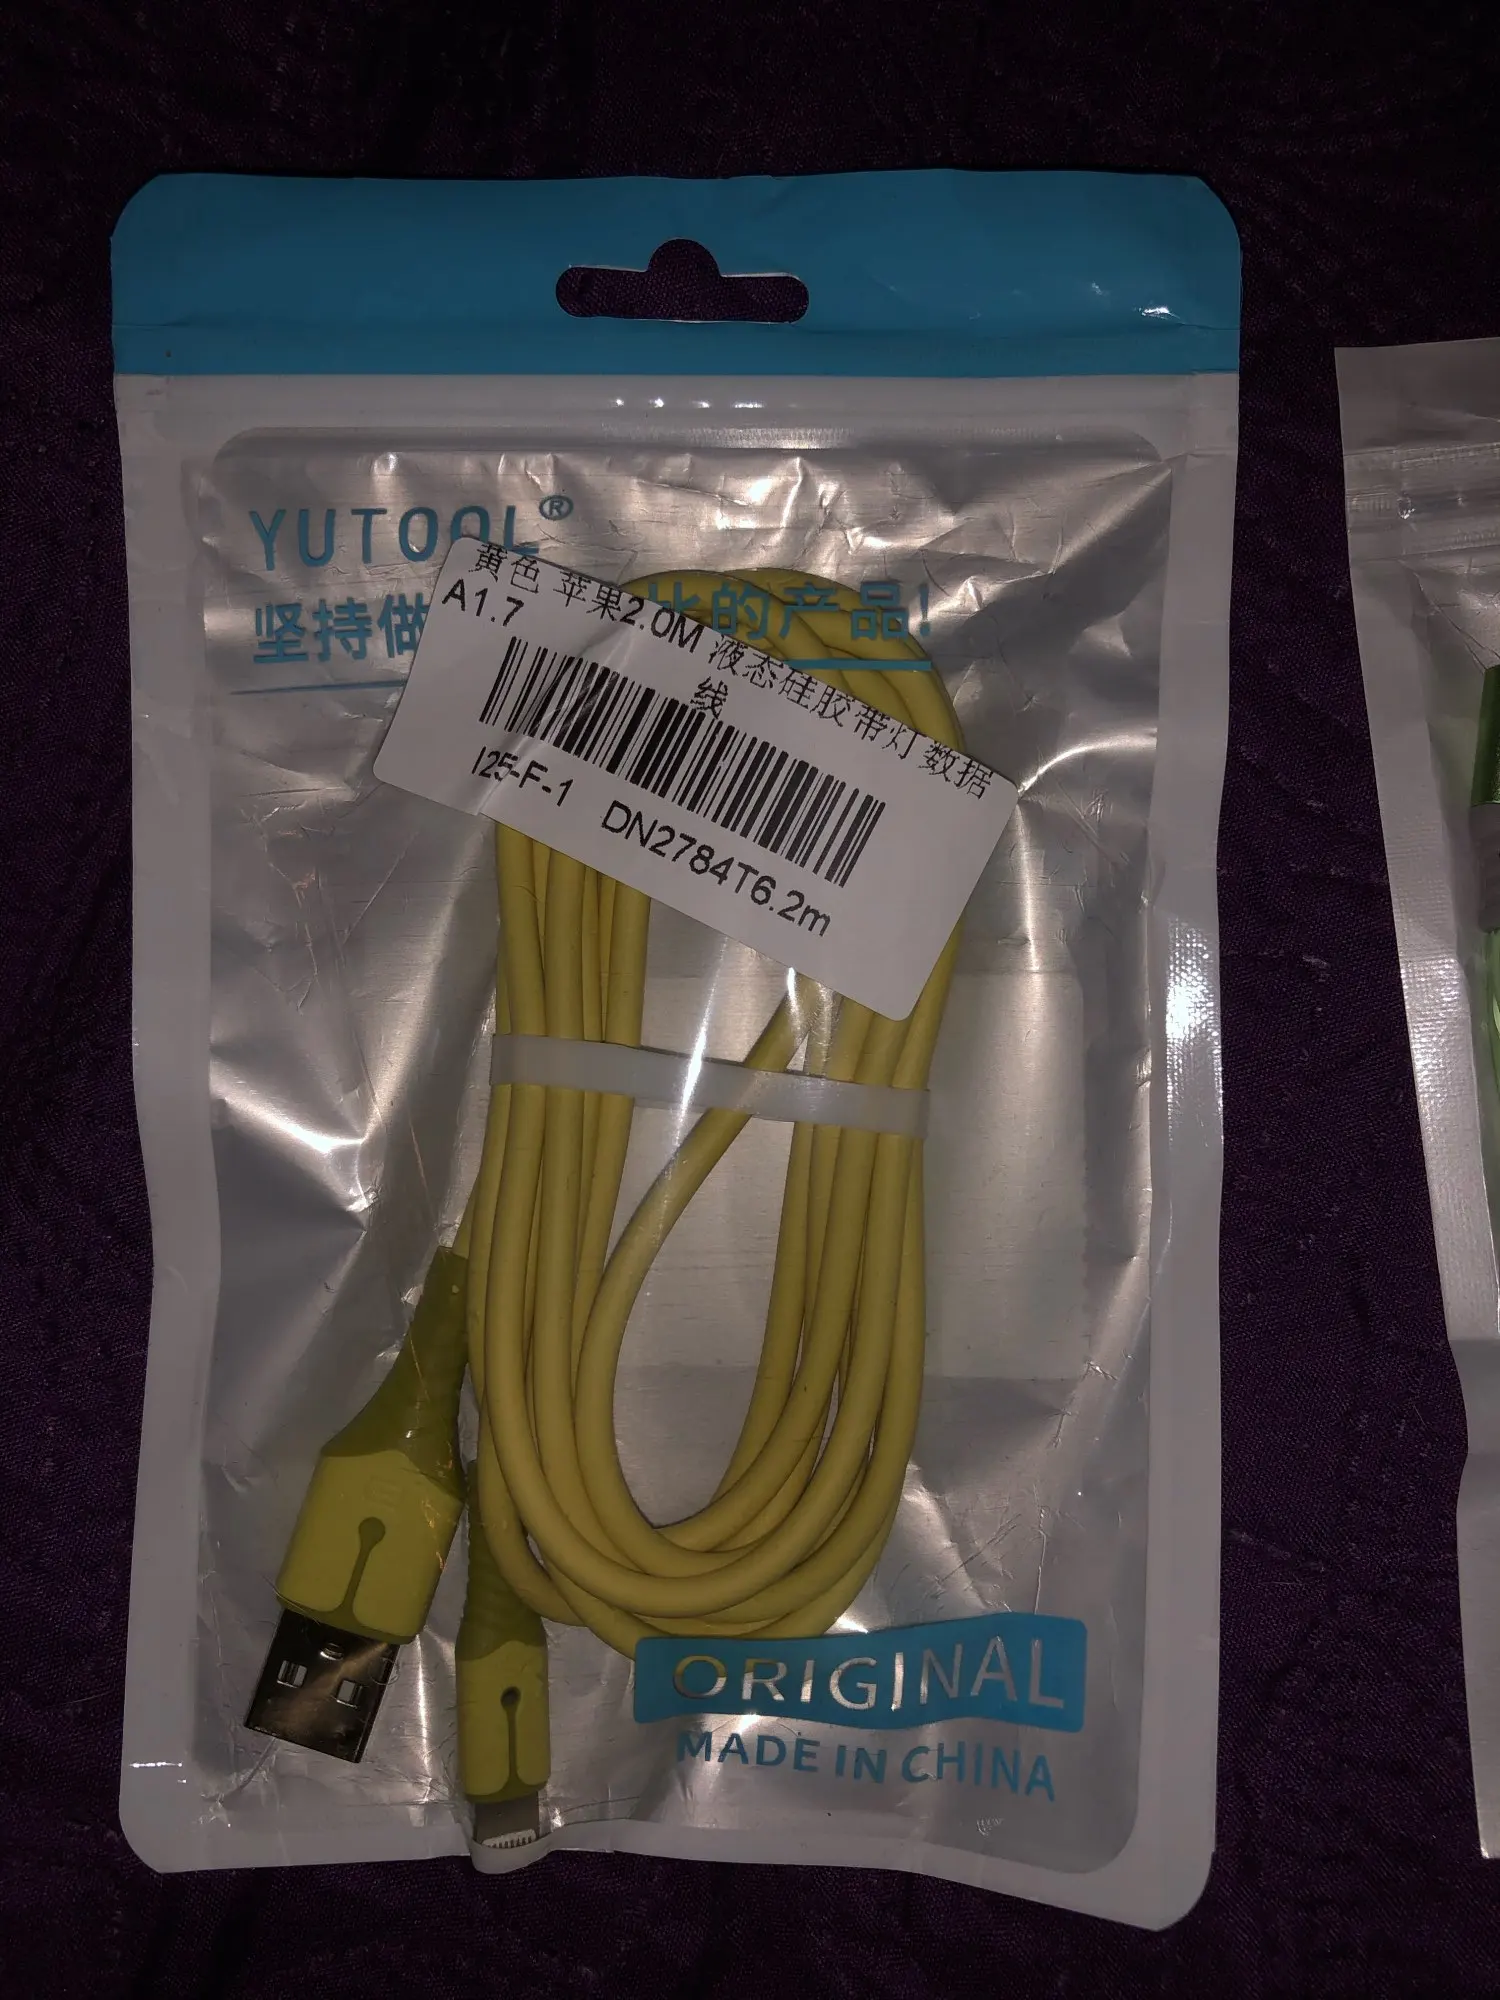 YUTOOL®
坚持做 比的产品!
黄色 苹果2.0M 液态硅胶带灯 数据
A1.7
线
I25-F-1 DN2784T6.2m
ORIGINAL
MADE IN CHINA